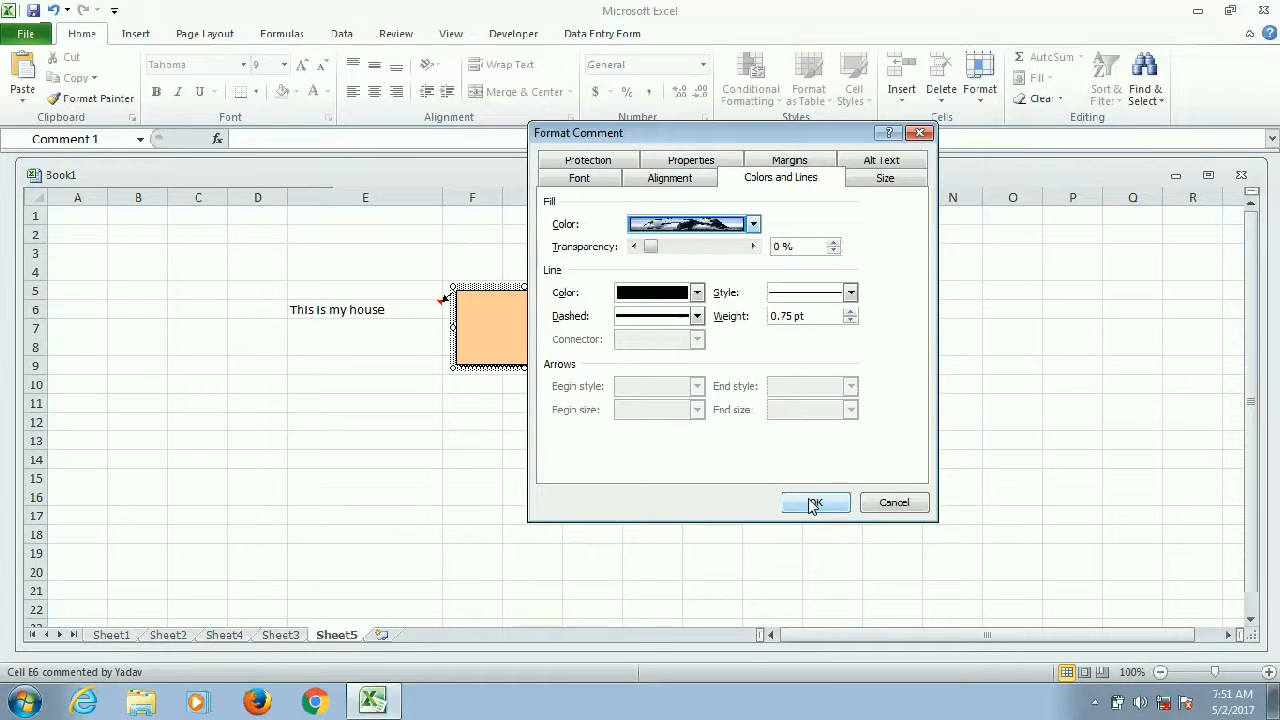 Microsoft Excel
File Home Insert Page Layout Formulas Data Review View Developer Data Entry Form
Cut
Copy
Format Painter
Paste
Clipboard
Tahoma 9
B I U
Font
Wrap Text
Merge & Center
Alignment
General
$ % ,
Number
Conditional Formatting
Format as Table
Cell Styles
Styles
Insert Delete Format
Cells
AutoSum
Fill
Clear
Sort & Filter
Find & Select
Editing
Comment 1
fx
Book1
A B C D E F N O P Q R
1
2
3
4
5
6 This is my house
7
8
9
10
11
12
13
14
15
16
17
18
19
20
21
22
Format Comment
Protection Properties Margins Alt Text
Font Alignment Colors and Lines Size
Fill
Color:
Transparency: 0 %
Line
Color: Style:
Dashed: Weight: 0.75 pt
Connector:
Arrows
Begin style: End style:
Begin size: End size:
OK Cancel
Sheet1 Sheet2 Sheet4 Sheet3 Sheet5
Cell E6 commented by Yadav
100%
7:51 AM
5/2/2017